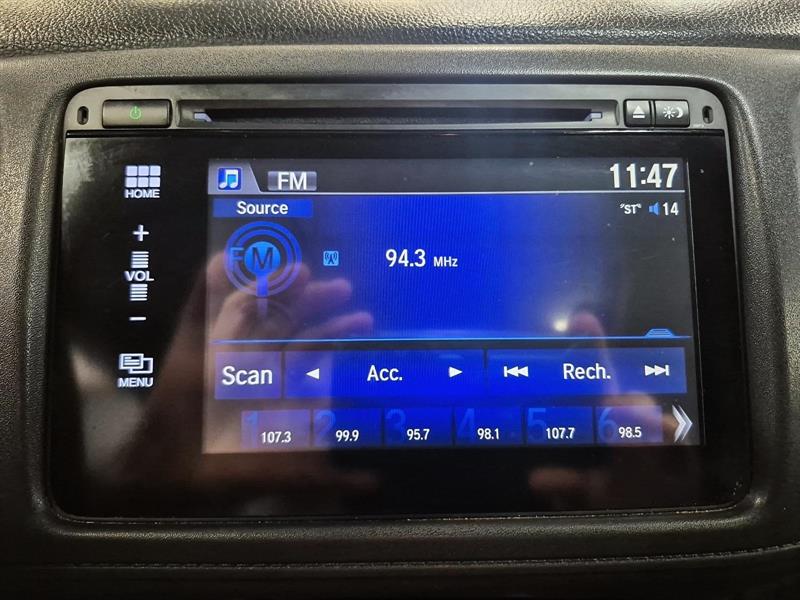 HOME
+
VOL
−
MENU
FM 11:47
Source "ST" 14
FM 94.3 MHz
Scan Acc. Rech.
1 2 3 4 5 6
107.3 99.9 95.7 98.1 107.7 98.5